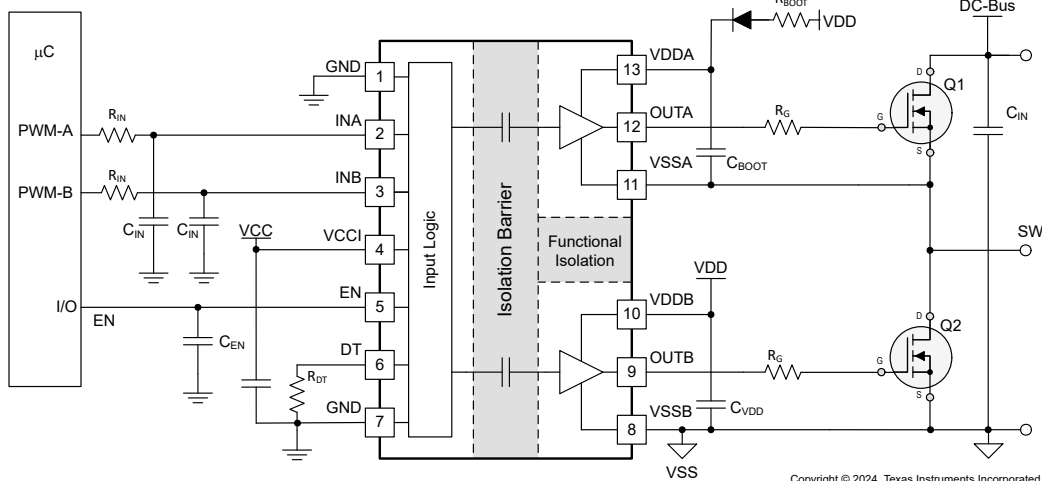 R_BOOT
DC-Bus
VDD
μC
GND
1
VDDA
13
D
Q1
R_IN
PWM-A
INA
2
OUTA
12
R_G
G
C_IN
R_IN
PWM-B
INB
3
VSSA
11
C_BOOT
S
C_IN
C_IN
VCC
VCCI
4
Input Logic
Isolation Barrier
Functional
Isolation
SW
VDD
I/O
EN
EN
5
VDDB
10
D
Q2
C_EN
DT
6
OUTB
9
R_G
G
R_DT
GND
7
VSSB
8
C_VDD
S
VSS
Copyright © 2024, Texas Instruments Incorporated